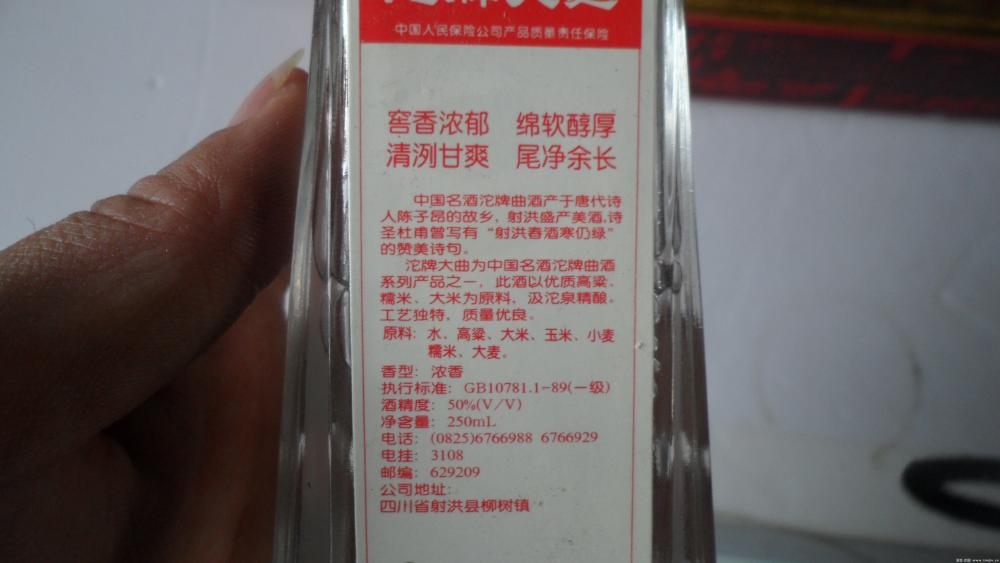 中国人民保险公司产品质量责任保险
窖香浓郁 绵软醇厚
清洌甘爽 尾净余长
中国名酒沱牌曲酒产于唐代诗
人陈子昂的故乡，射洪盛产美酒,诗
圣杜甫曾写有“射洪春酒寒仍绿”
的赞美诗句。
沱牌大曲为中国名酒沱牌曲酒
系列产品之一，此酒以优质高粱、
糯米、大米为原料，汲沱泉精酿。
工艺独特，质量优良。
原料：水、高粱、大米、玉米、小麦
糯米、大麦。
香型：浓香
执行标准：GB10781.1-89(一级)
酒精度：50%(V/V)
净含量：250mL
电话：(0825)6766988 6766929
电挂：3108
邮编：629209
公司地址:
四川省射洪县柳树镇